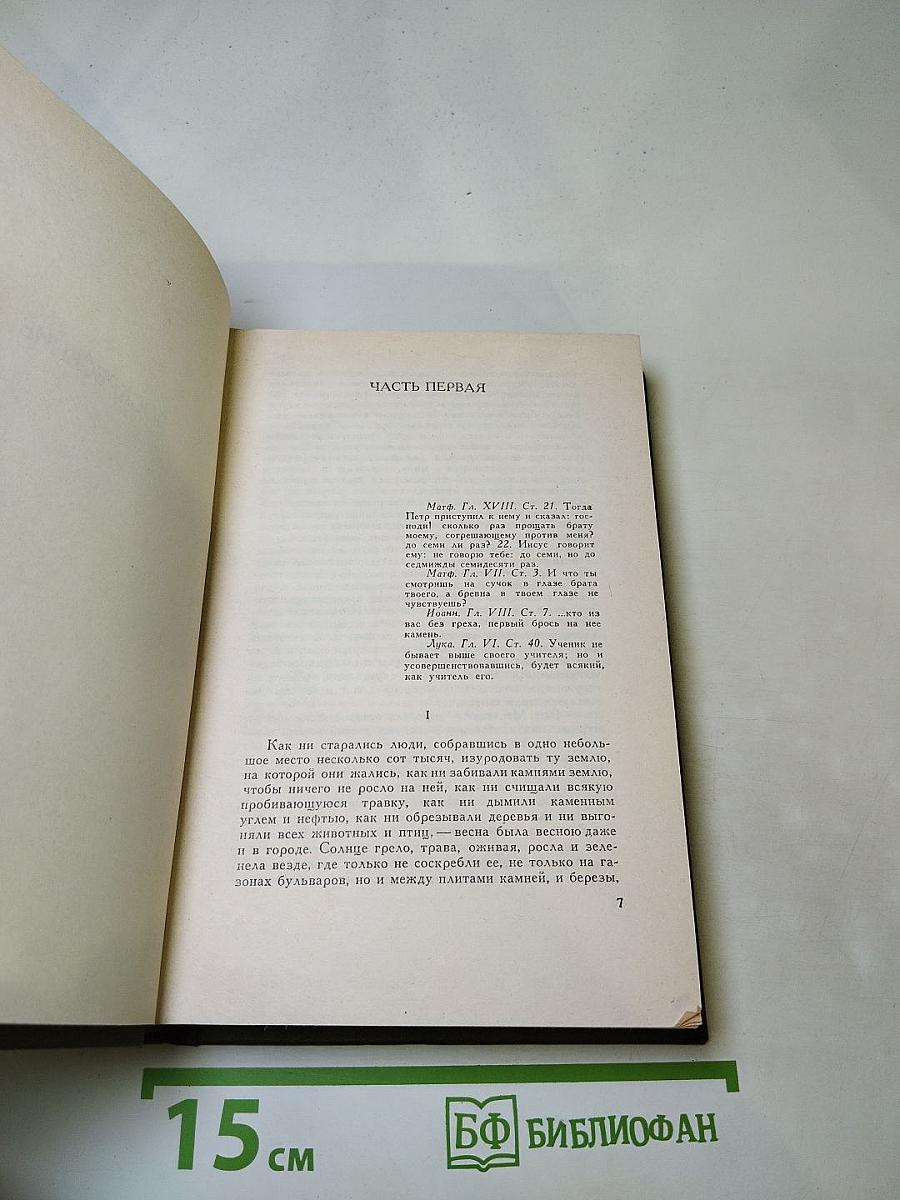 ЧАСТЬ ПЕРВАЯ
Матф. Гл. XVIII. Ст. 21. Тогда
Петр приступил к нему и сказал: гос-
поди! сколько раз прощать брату
моему, согрешающему против меня?
до семи ли раз? 22. Иисус говорит
ему: не говорю тебе: до семи, но до
седмижды семидесяти раз.
Матф. Гл. VII. Ст. 3. И что ты
смотришь на сучок в глазе брата
твоего, а бревна в твоем глазе не
чувствуешь?
Иоанн. Гл. VIII. Ст. 7. ...кто из
вас без греха, первый брось на нее
камень.
Лука. Гл. VI. Ст. 40. Ученик не
бывает выше своего учителя; но и
усовершенствовавшись, будет всякий,
как учитель его.
I
Как ни старались люди, собравшись в одно неболь-
шое место несколько сот тысяч, изуродовать ту землю,
на которой они жались, как ни забивали камнями землю,
чтобы ничего не росло на ней, как ни счищали всякую
пробивающуюся травку, как ни дымили каменным
углем и нефтью, как ни обрезывали деревья и ни выго-
няли всех животных и птиц,— весна была весною даже
и в городе. Солнце грело, трава, оживая, росла и зеле-
нела везде, где только не соскребли ее, не только на га-
зонах бульваров, но и между плитами камней, и березы,
7
15 см
БФ БИБЛИОФАН